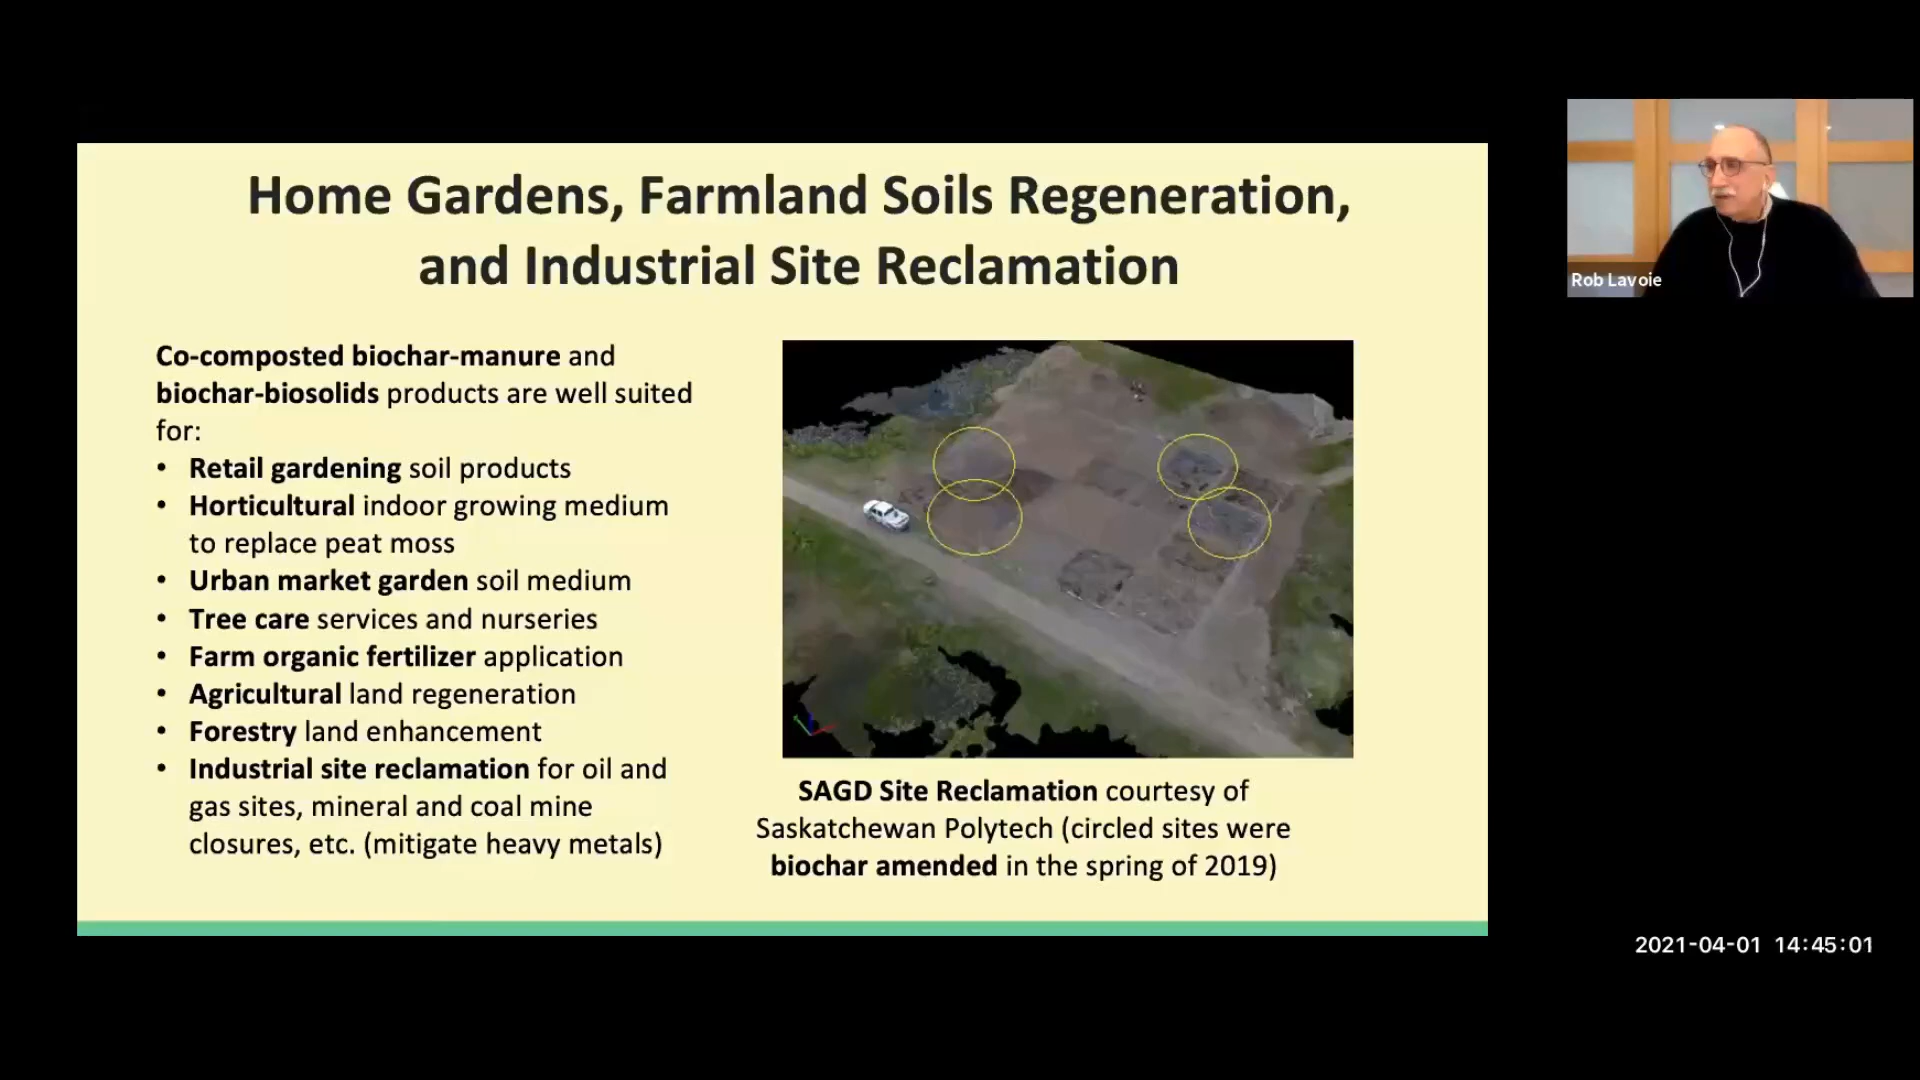 Home Gardens, Farmland Soils Regeneration,
and Industrial Site Reclamation
Co-composted biochar-manure and
biochar-biosolids products are well suited
for:
• Retail gardening soil products
• Horticultural indoor growing medium
to replace peat moss
• Urban market garden soil medium
• Tree care services and nurseries
• Farm organic fertilizer application
• Agricultural land regeneration
• Forestry land enhancement
• Industrial site reclamation for oil and
gas sites, mineral and coal mine
closures, etc. (mitigate heavy metals)
SAGD Site Reclamation courtesy of
Saskatchewan Polytech (circled sites were
biochar amended in the spring of 2019)
Rob Lavoie
2021-04-01 14:45:01